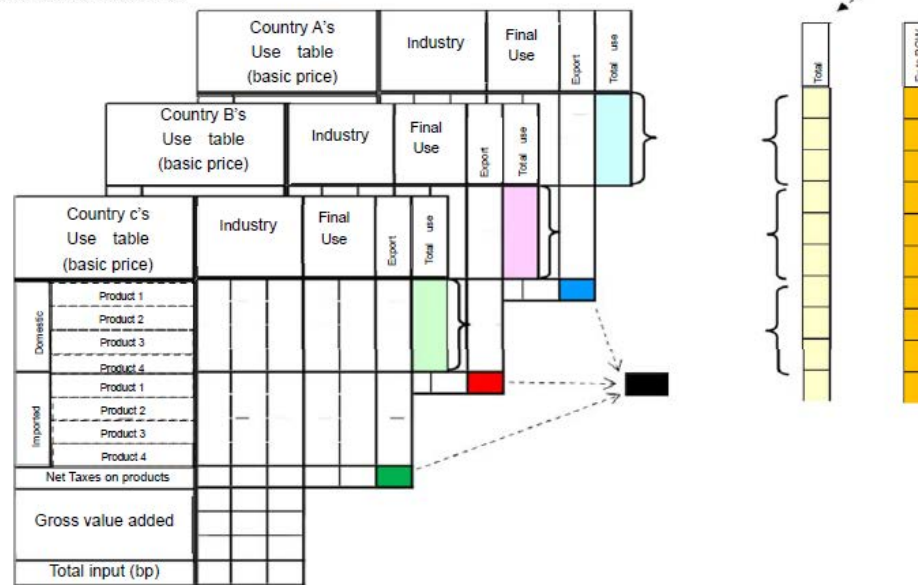 Country A's
Use table
(basic price)
Industry
Final
Use
Export
Total use
Country B's
Use table
(basic price)
Industry
Final
Use
Export
Total use
Country c's
Use table
(basic price)
Industry
Final
Use
Export
Total use
Domestic
Product 1
Product 2
Product 3
Product 4
Imported
Product 1
Product 2
Product 3
Product 4
Net Taxes on products
Gross value added
Total input (bp)
Total